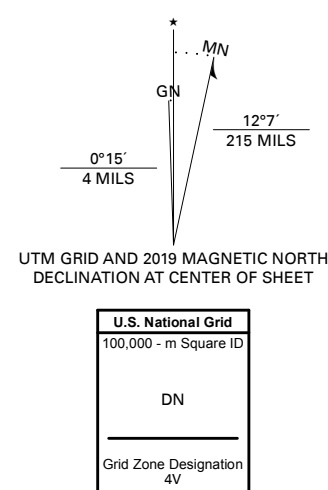 ★
MN
GN
12°7´
215 MILS
0°15´
4 MILS
UTM GRID AND 2019 MAGNETIC NORTH
DECLINATION AT CENTER OF SHEET
U.S. National Grid
100,000 - m Square ID
DN
Grid Zone Designation
4V